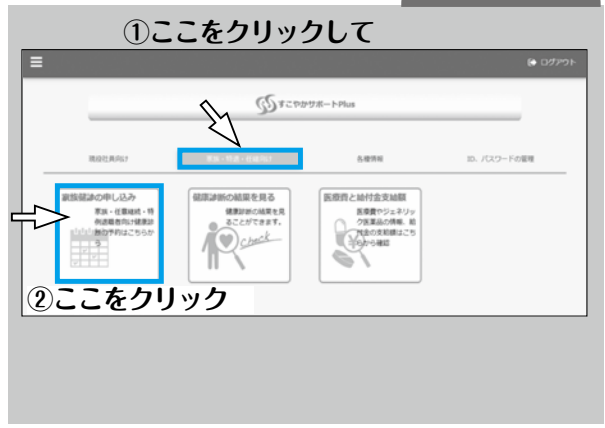 ①ここをクリックして
ログアウト
すこやかサポートPlus
現役社員向け
家族・特退・任継向け
各種情報
ID、パスワードの管理
家族健診の申し込み
家族・任意継続・特
例退職者向け健康診
断の予約はこちらか
う
健康診断の結果を見る
健康診断の結果を見
ることができます。
check
医療費と給付金支給額
医療費やジェネリッ
ク医薬品の情報、給
付金の支給額はこち
らから確認
②ここをクリック